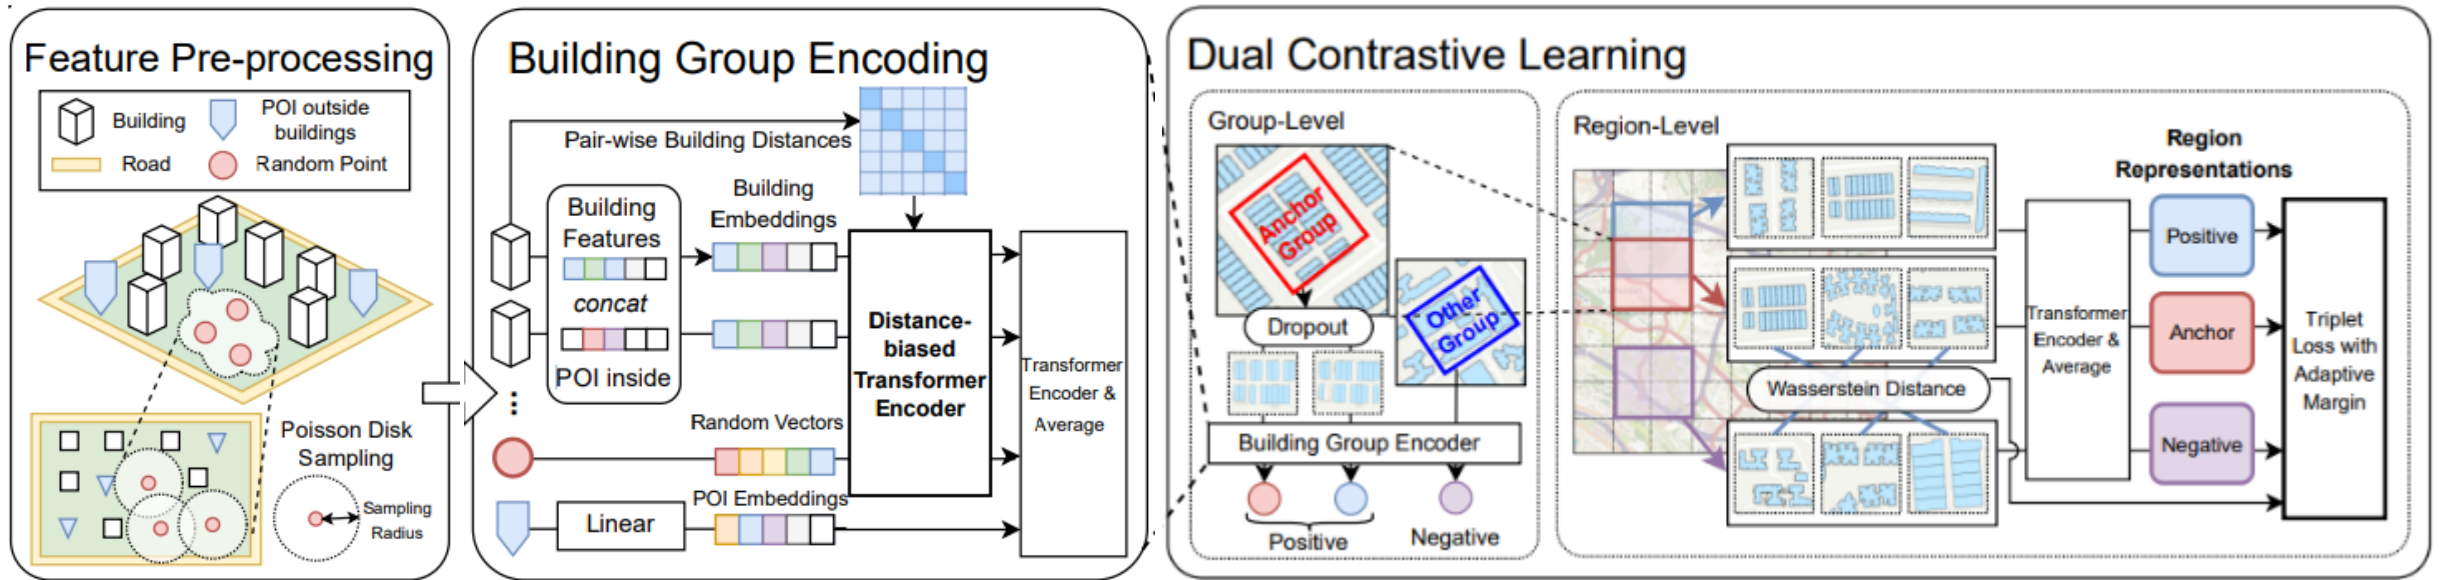 Feature Pre-processing
Building
POI outside
buildings
Road
Random Point
Poisson Disk
Sampling
Sampling
Radius
Building Group Encoding
Pair-wise Building Distances
Building
Features
concat
POI inside
Building
Embeddings
Random Vectors
POI Embeddings
Linear
Distance-
biased
Transformer
Encoder
Transformer
Encoder &
Average
Dual Contrastive Learning
Group-Level
Anchor
Group
Dropout
Other
Group
Building Group Encoder
Positive
Negative
Region-Level
Wasserstein Distance
Transformer
Encoder &
Average
Region
Representations
Positive
Anchor
Negative
Triplet
Loss with
Adaptive
Margin